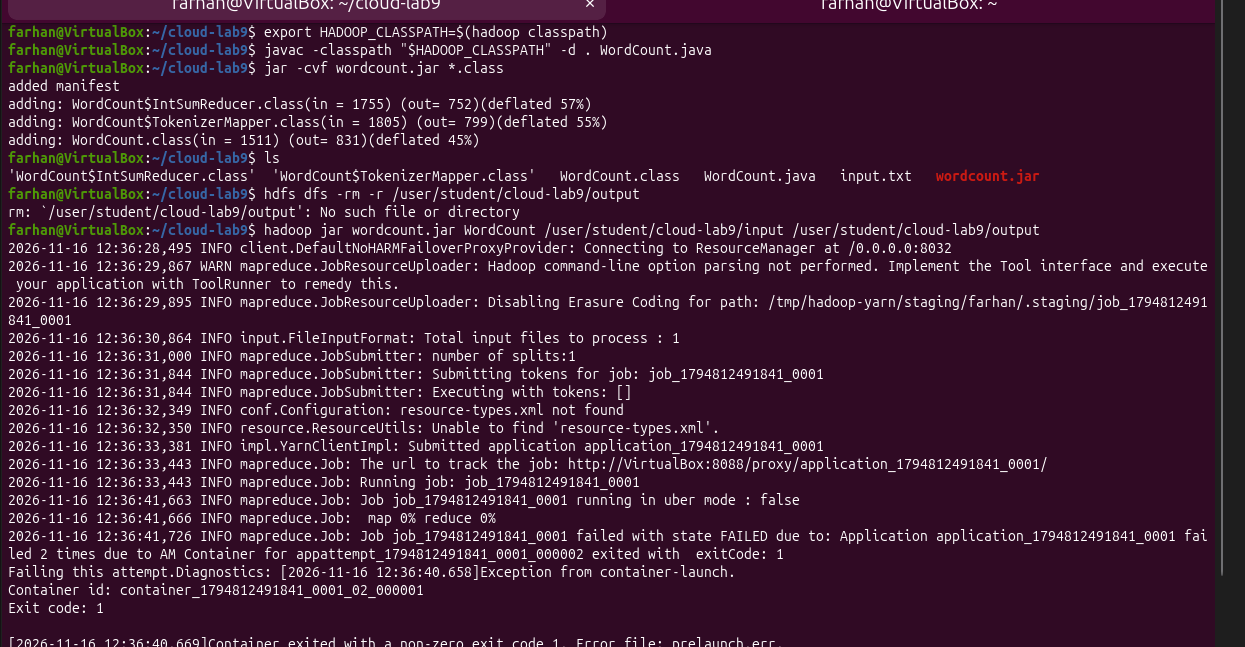 farhan@VirtualBox: ~/cloud-lab9 × farhan@VirtualBox: ~
farhan@VirtualBox:~/cloud-lab9$ export HADOOP_CLASSPATH=$(hadoop classpath)
farhan@VirtualBox:~/cloud-lab9$ javac -classpath "$HADOOP_CLASSPATH" -d . WordCount.java
farhan@VirtualBox:~/cloud-lab9$ jar -cvf wordcount.jar *.class
added manifest
adding: WordCount$IntSumReducer.class(in = 1755) (out= 752)(deflated 57%)
adding: WordCount$TokenizerMapper.class(in = 1805) (out= 799)(deflated 55%)
adding: WordCount.class(in = 1511) (out= 831)(deflated 45%)
farhan@VirtualBox:~/cloud-lab9$ ls
'WordCount$IntSumReducer.class'  'WordCount$TokenizerMapper.class'   WordCount.class   WordCount.java   input.txt   wordcount.jar
farhan@VirtualBox:~/cloud-lab9$ hdfs dfs -rm -r /user/student/cloud-lab9/output
rm: `/user/student/cloud-lab9/output': No such file or directory
farhan@VirtualBox:~/cloud-lab9$ hadoop jar wordcount.jar WordCount /user/student/cloud-lab9/input /user/student/cloud-lab9/output
2026-11-16 12:36:28,495 INFO client.DefaultNoHARMFailoverProxyProvider: Connecting to ResourceManager at /0.0.0.0:8032
2026-11-16 12:36:29,867 WARN mapreduce.JobResourceUploader: Hadoop command-line option parsing not performed. Implement the Tool interface and execute
 your application with ToolRunner to remedy this.
2026-11-16 12:36:29,895 INFO mapreduce.JobResourceUploader: Disabling Erasure Coding for path: /tmp/hadoop-yarn/staging/farhan/.staging/job_1794812491
841_0001
2026-11-16 12:36:30,864 INFO input.FileInputFormat: Total input files to process : 1
2026-11-16 12:36:31,000 INFO mapreduce.JobSubmitter: number of splits:1
2026-11-16 12:36:31,844 INFO mapreduce.JobSubmitter: Submitting tokens for job: job_1794812491841_0001
2026-11-16 12:36:31,844 INFO mapreduce.JobSubmitter: Executing with tokens: []
2026-11-16 12:36:32,349 INFO conf.Configuration: resource-types.xml not found
2026-11-16 12:36:32,350 INFO resource.ResourceUtils: Unable to find 'resource-types.xml'.
2026-11-16 12:36:33,381 INFO impl.YarnClientImpl: Submitted application application_1794812491841_0001
2026-11-16 12:36:33,443 INFO mapreduce.Job: The url to track the job: http://VirtualBox:8088/proxy/application_1794812491841_0001/
2026-11-16 12:36:33,443 INFO mapreduce.Job: Running job: job_1794812491841_0001
2026-11-16 12:36:41,663 INFO mapreduce.Job: Job job_1794812491841_0001 running in uber mode : false
2026-11-16 12:36:41,666 INFO mapreduce.Job:  map 0% reduce 0%
2026-11-16 12:36:41,726 INFO mapreduce.Job: Job job_1794812491841_0001 failed with state FAILED due to: Application application_1794812491841_0001 fai
led 2 times due to AM Container for appattempt_1794812491841_0001_000002 exited with  exitCode: 1
Failing this attempt.Diagnostics: [2026-11-16 12:36:40.658]Exception from container-launch.
Container id: container_1794812491841_0001_02_000001
Exit code: 1
[2026-11-16 12:36:40.669]Container exited with a non-zero exit code 1. Error file: prelaunch.err.